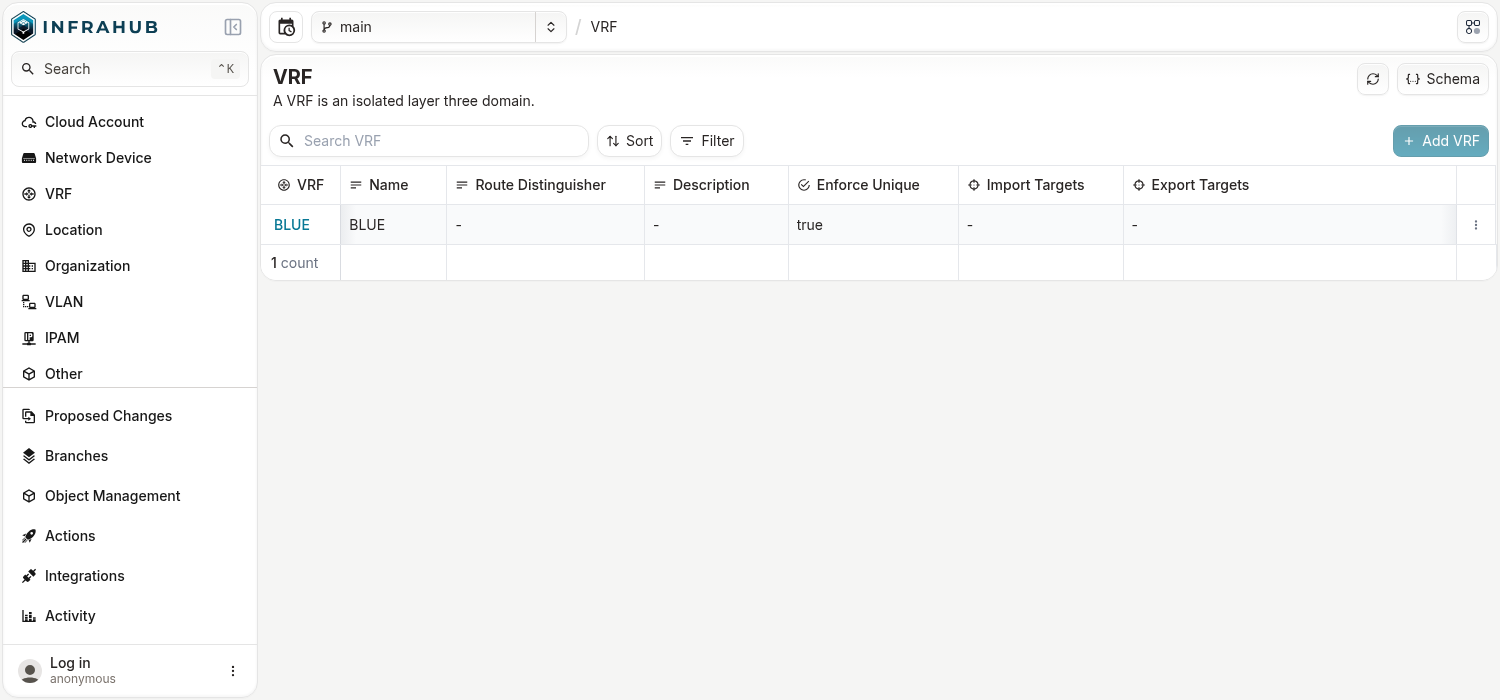 INFRAHUB
Search ⌃K
Cloud Account
Network Device
VRF
Location
Organization
VLAN
IPAM
Other
Proposed Changes
Branches
Object Management
Actions
Integrations
Activity
Log in
anonymous
main / VRF
VRF
A VRF is an isolated layer three domain.
Schema
Search VRF
Sort
Filter
+ Add VRF
VRF Name Route Distinguisher Description Enforce Unique Import Targets Export Targets
BLUE BLUE - - true - -
1 count